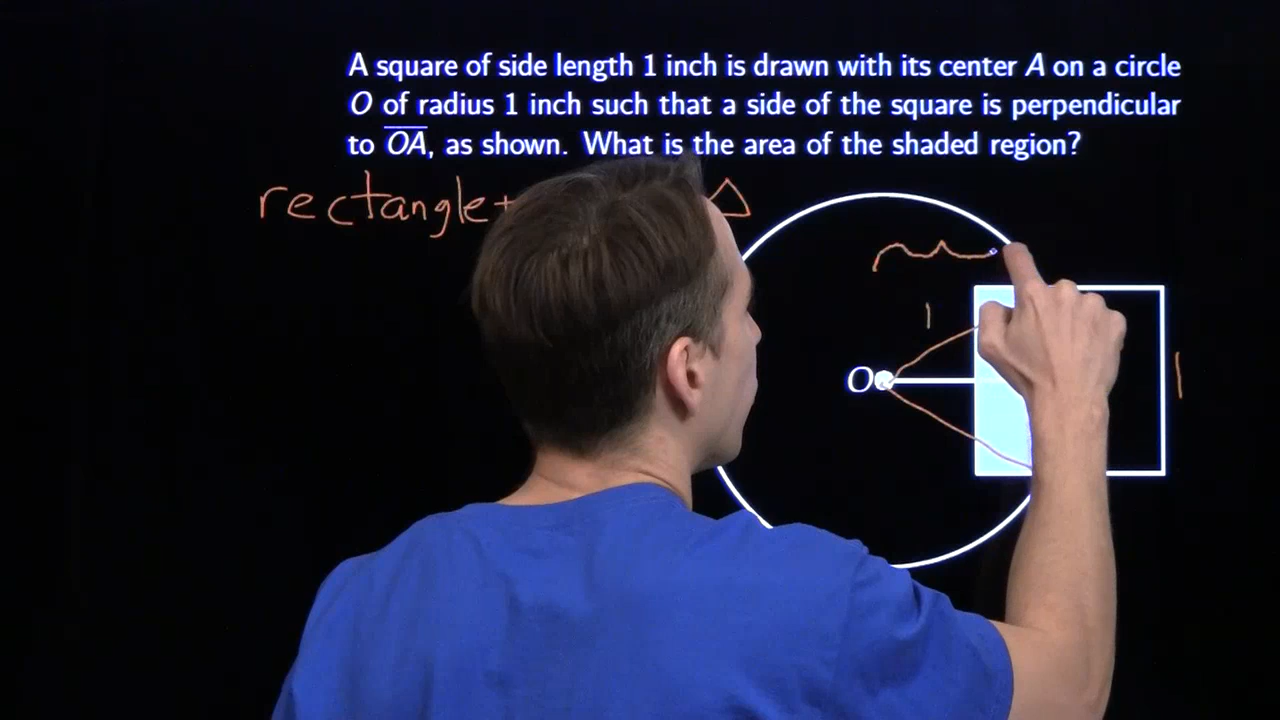 A square of side length 1 inch is drawn with its center A on a circle
O of radius 1 inch such that a side of the square is perpendicular
to \overline{OA}, as shown. What is the area of the shaded region?
rectangle+ Δ
1
O
1